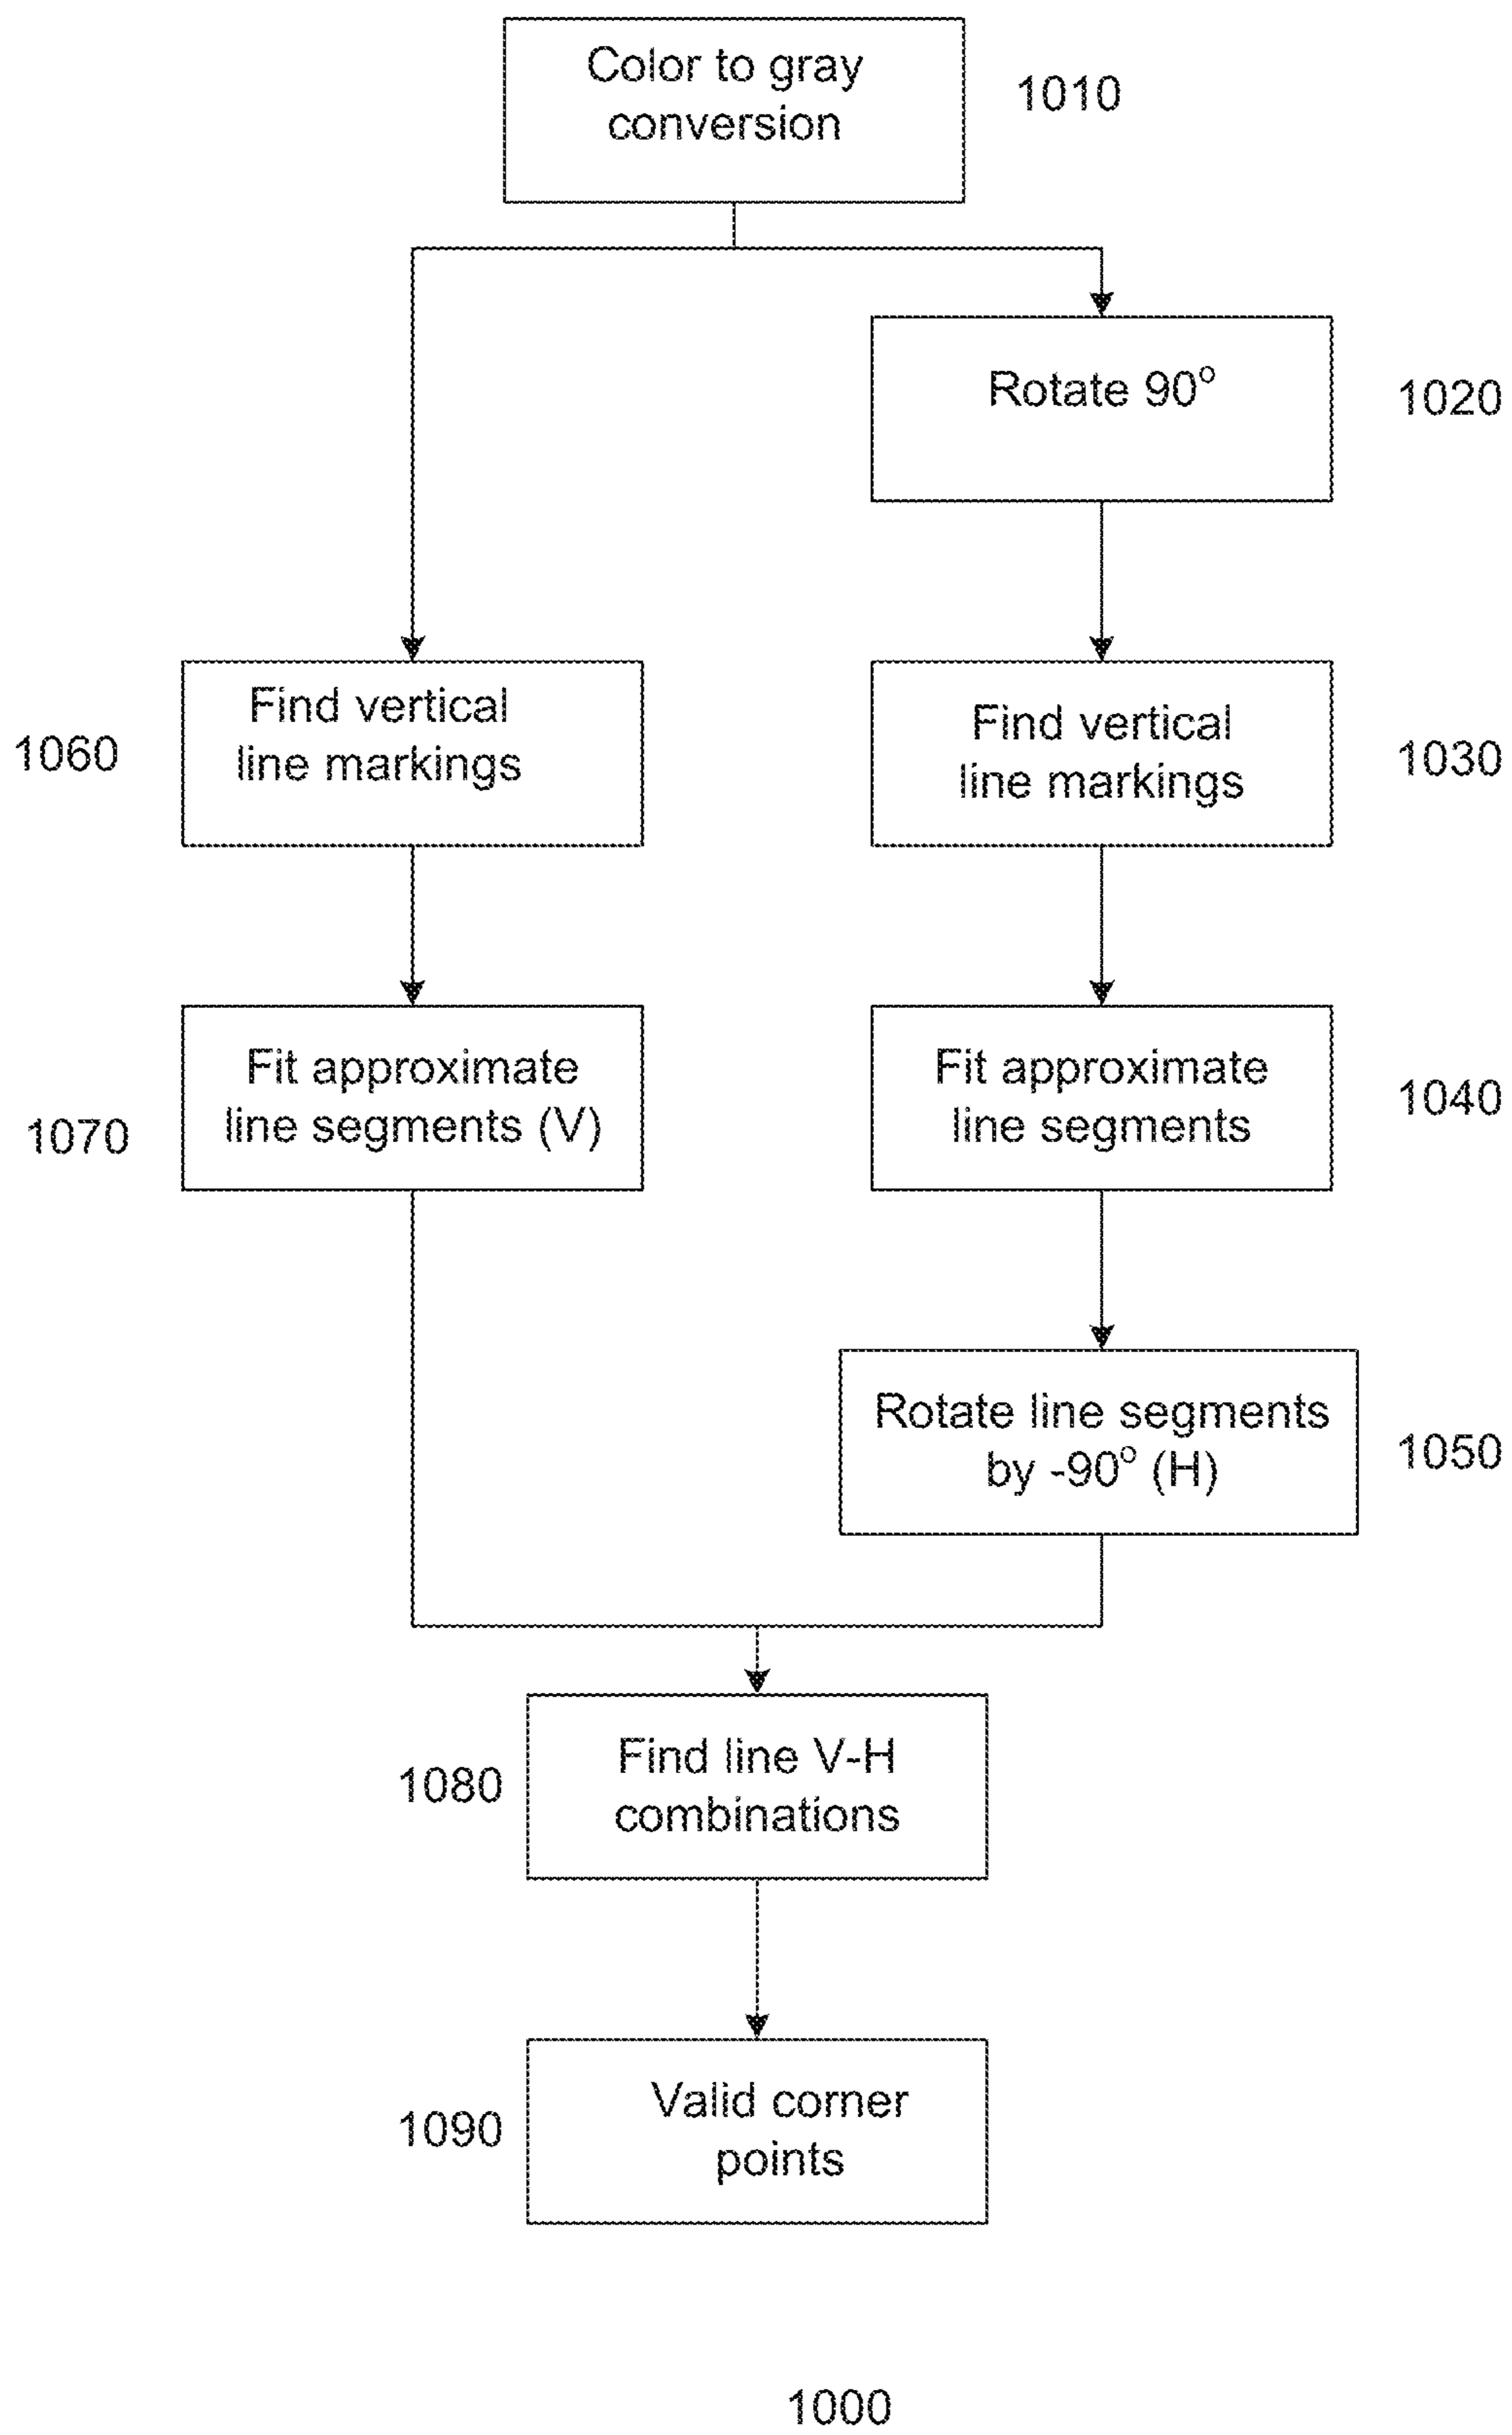 Color to gray
conversion
1010
Rotate 90°
1020
Find vertical
line markings
1060
Find vertical
line markings
1030
Fit approximate
line segments (V)
1070
Fit approximate
line segments
1040
Rotate line segments
by -90° (H)
1050
Find line V-H
combinations
1080
Valid corner
points
1090
1000